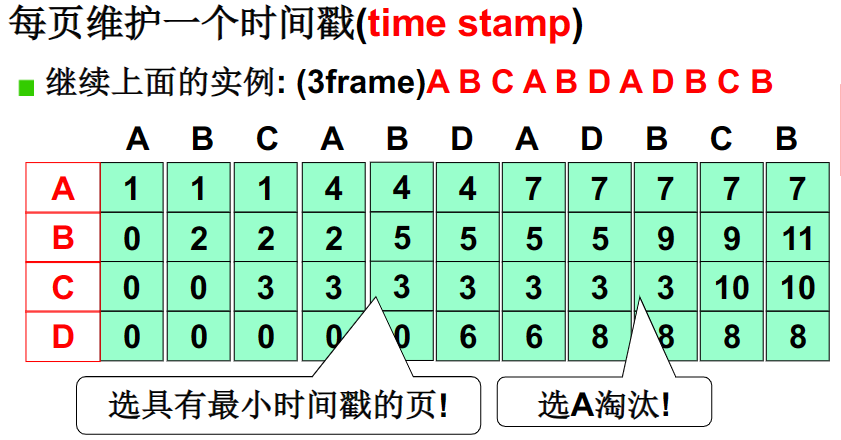 每页维护一个时间戳(time stamp)
继续上面的实例: (3frame)A B C A B D A D B C B
A B C A B D A D B C B
A 1 1 1 4 4 4 7 7 7 7 7
B 0 2 2 2 5 5 5 5 9 9 11
C 0 0 3 3 3 3 3 3 3 10 10
D 0 0 0 0 0 6 6 8 8 8 8
选具有最小时间戳的页!
选A淘汰!